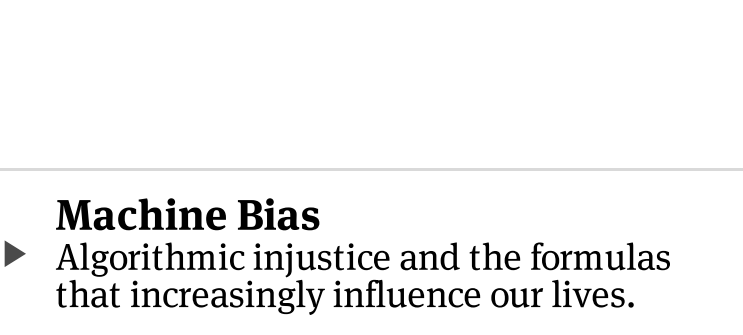 Machine Bias
Algorithmic injustice and the formulas
that increasingly influence our lives.